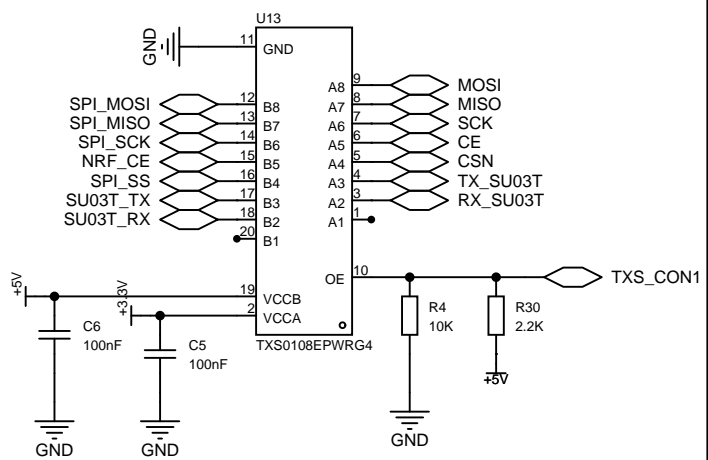 U13
GND
11
GND
9
A8
MOSI
SPI_MOSI
12
B8
8
A7
MISO
SPI_MISO
13
B7
7
A6
SCK
SPI_SCK
14
B6
6
A5
CE
NRF_CE
15
B5
5
A4
CSN
SPI_SS
16
B4
4
A3
TX_SU03T
SU03T_TX
17
B3
3
A2
RX_SU03T
SU03T_RX
18
B2
1
A1
20
B1
OE
10
TXS_CON1
+5V
19
VCCB
+3.3V
2
VCCA
R4
10K
R30
2.2K
C6
100nF
C5
100nF
TXS0108EPWRG4
+5V
GND
GND
GND